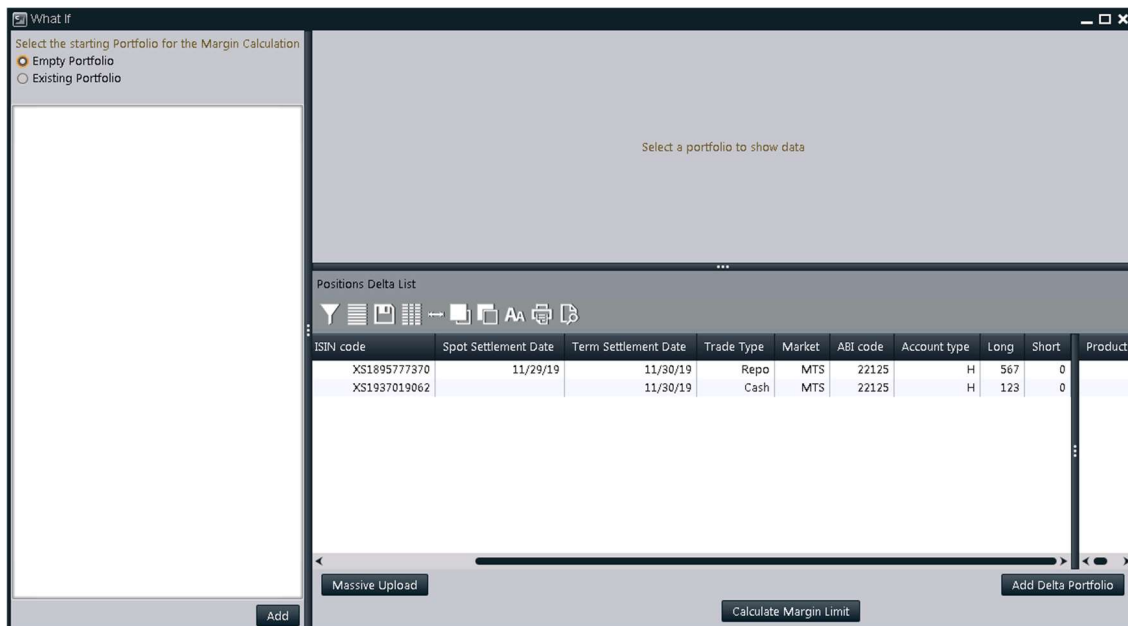 What If
Select the starting Portfolio for the Margin Calculation
Empty Portfolio
Existing Portfolio
Select a portfolio to show data
Positions Delta List
ISIN code Spot Settlement Date Term Settlement Date Trade Type Market ABI code Account type Long Short Product
XS1895777370 11/29/19 11/30/19 Repo MTS 22125 H 567 0
XS1937019062 11/30/19 Cash MTS 22125 H 123 0
Massive Upload Add Delta Portfolio
Add Calculate Margin Limit